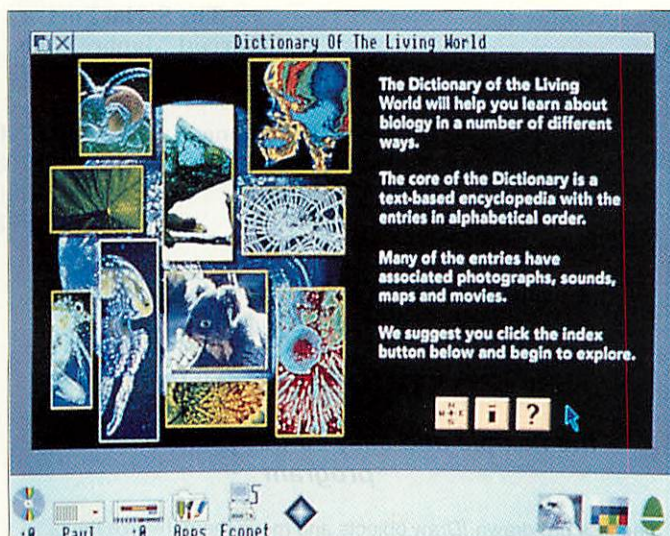 Dictionary Of The Living World
The Dictionary of the Living
World will help you learn about
biology in a number of different
ways.
The core of the Dictionary is a
text-based encyclopedia with the
entries in alphabetical order.
Many of the entries have
associated photographs, sounds,
maps and movies.
We suggest you click the index
button below and begin to explore.
N
W E
S
i
?
:0 Paul :0 Apps Econet